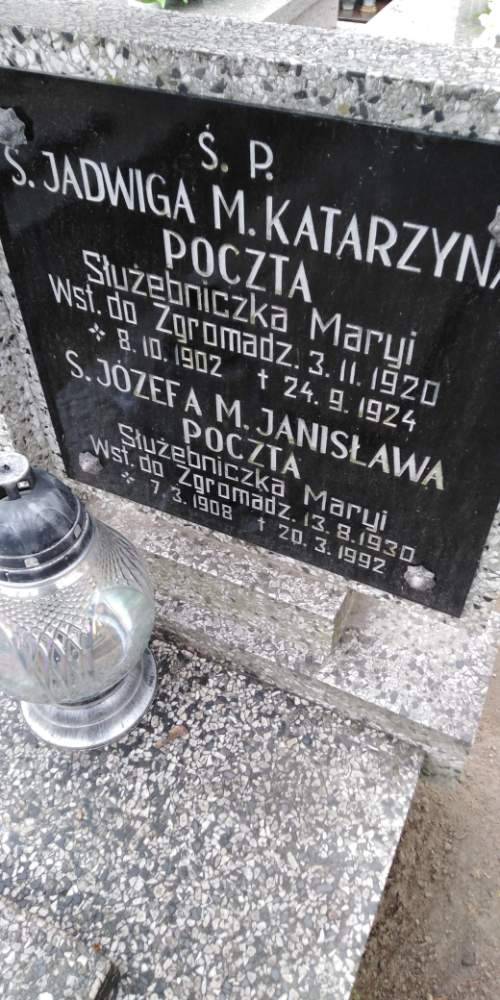 Ś. P.
S. JADWIGA M. KATARZYNA
POCZTA
Służebniczka Maryi
Wst. do Zgromadz. 3. 11. 1920
* 8. 10. 1902 † 24. 9. 1924
S. JÓZEFA M. JANISŁAWA
POCZTA
Służebniczka Maryi
Wst. do Zgromadz. 13. 8. 1930
* 7. 3. 1908 † 20. 3. 1992